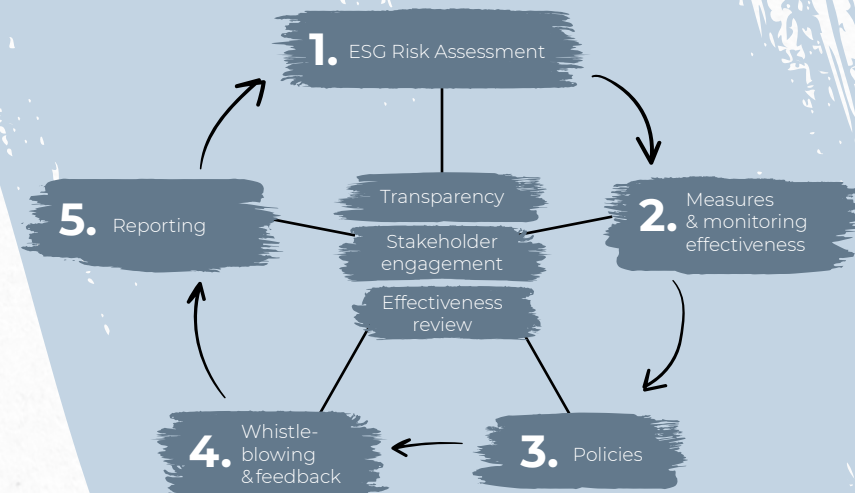 1. ESG Risk Assessment
Transparency
5. Reporting
2. Measures
& monitoring
effectiveness
Stakeholder
engagement
Effectiveness
review
4. Whistle-
blowing
& feedback
3. Policies